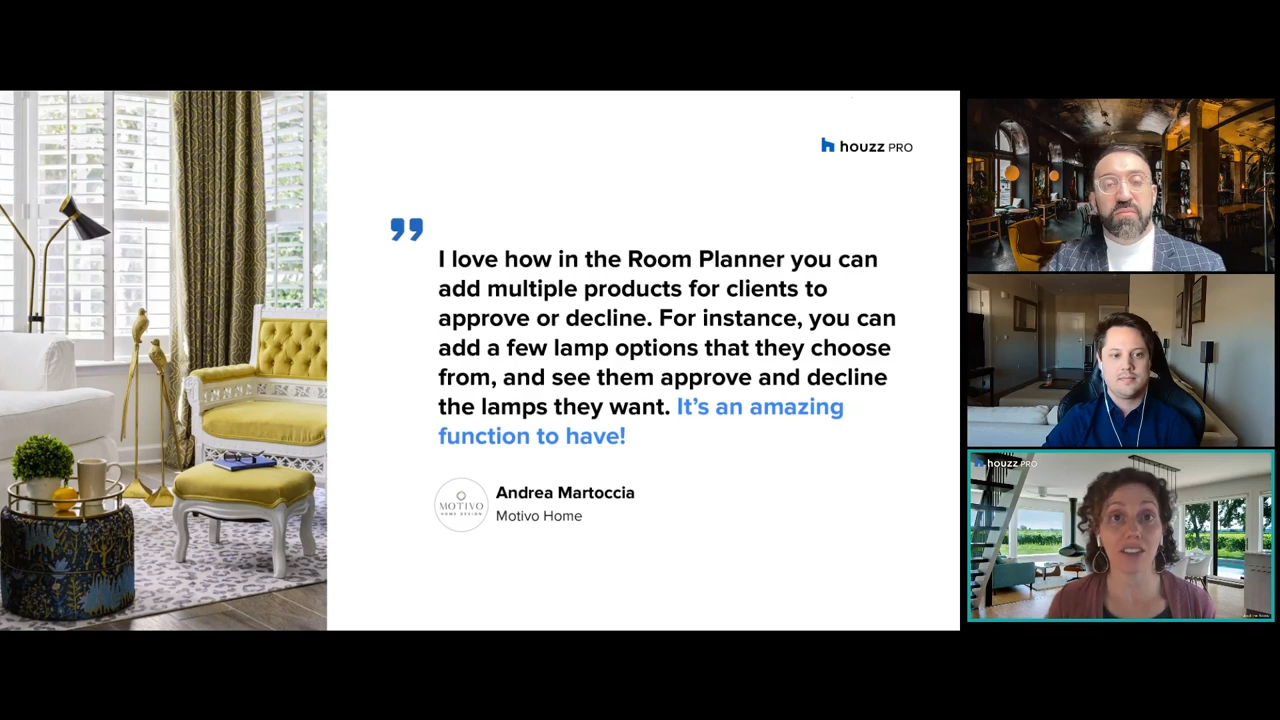 houzz PRO
”
I love how in the Room Planner you can
add multiple products for clients to
approve or decline. For instance, you can
add a few lamp options that they choose
from, and see them approve and decline
the lamps they want. It’s an amazing
function to have!
MOTIVO
HOME DESIGN
Andrea Martoccia
Motivo Home
houzz PRO